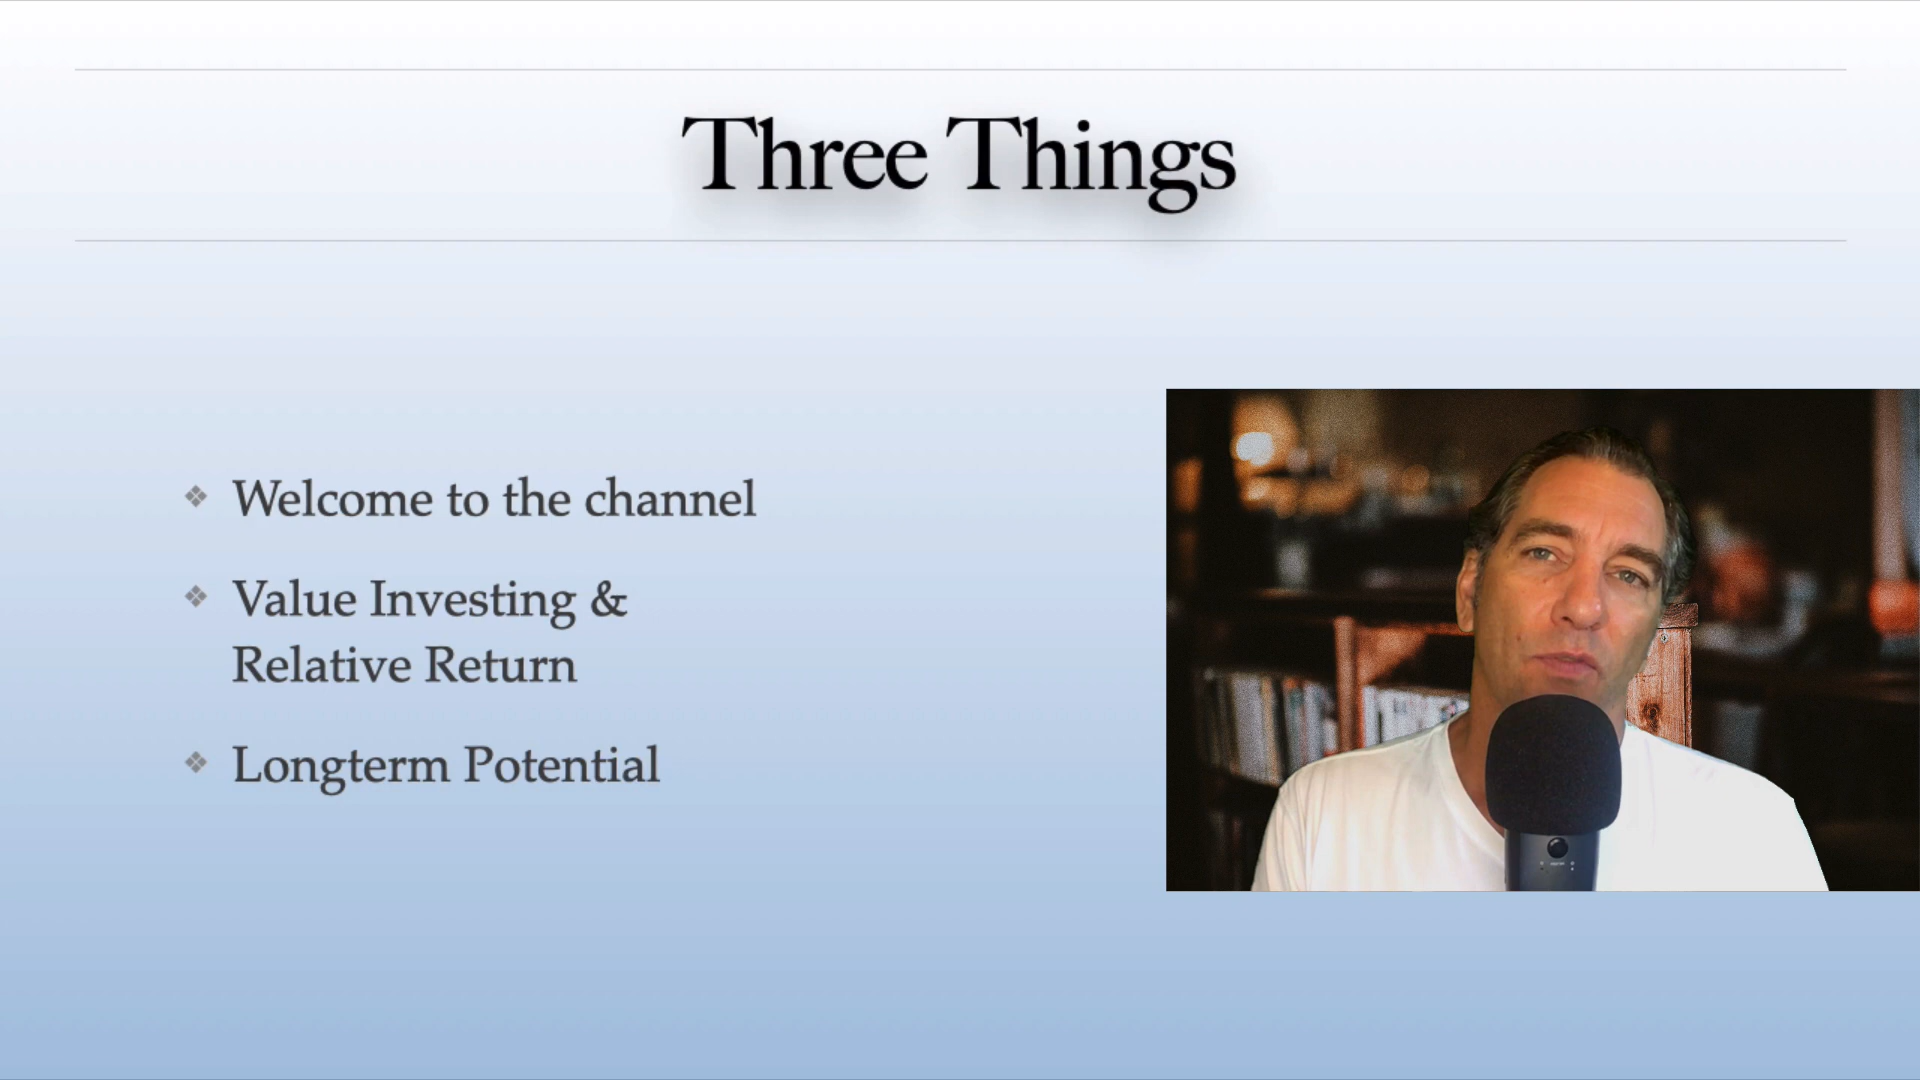 Three Things
Welcome to the channel
Value Investing &
Relative Return
Longterm Potential